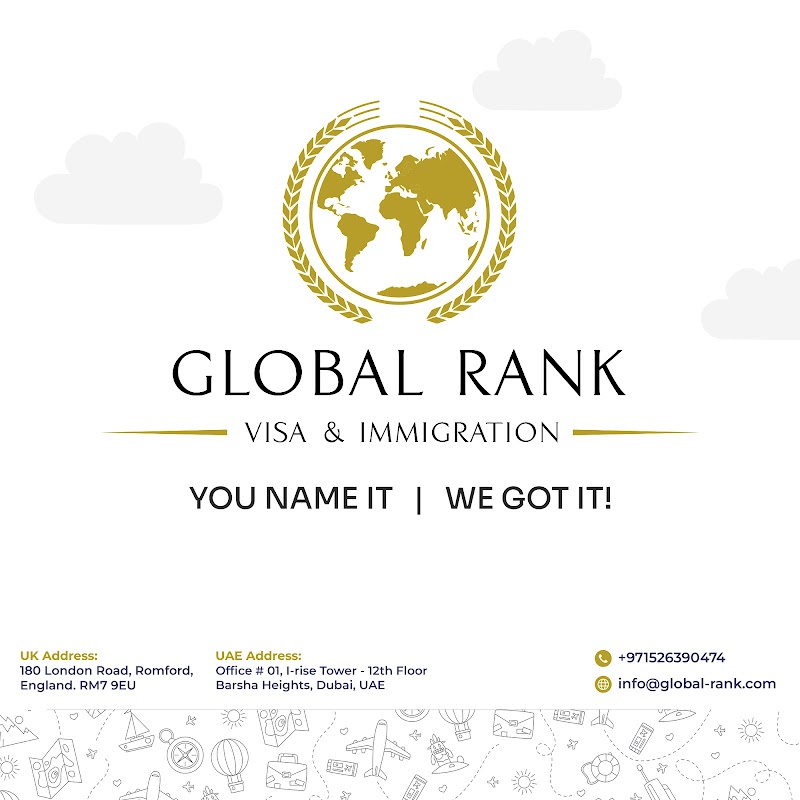 GLOBAL RANK
VISA & IMMIGRATION
YOU NAME IT | WE GOT IT!
UK Address:
180 London Road, Romford,
England. RM7 9EU
UAE Address:
Office # 01, I-rise Tower - 12th Floor
Barsha Heights, Dubai, UAE
+971526390474
info@global-rank.com